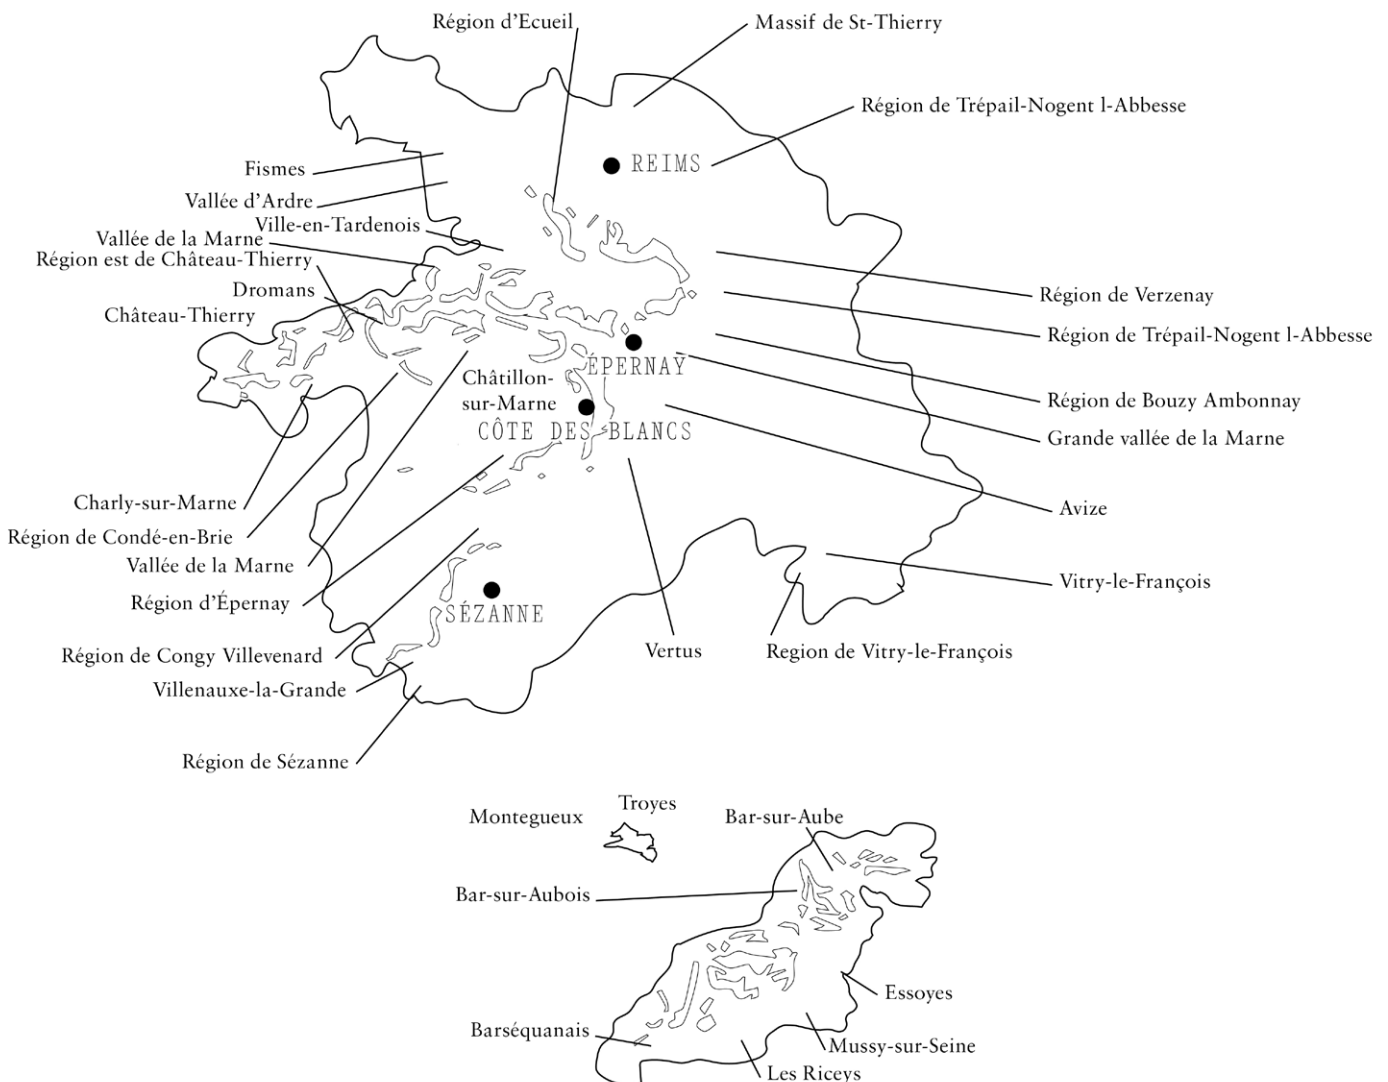 Région d'Ecueil
Massif de St-Thierry
Région de Trépail-Nogent l-Abbesse
REIMS
Fismes
Vallée d'Ardre
Ville-en-Tardenois
Vallée de la Marne
Région est de Château-Thierry
Dromans
Château-Thierry
Région de Verzenay
Région de Trépail-Nogent l-Abbesse
ÉPERNAY
Châtillon-
sur-Marne
CÔTE DES BLANCS
Région de Bouzy Ambonnay
Grande vallée de la Marne
Charly-sur-Marne
Avize
Région de Condé-en-Brie
Vallée de la Marne
Vitry-le-François
Région d'Épernay
SÉZANNE
Région de Congy Villevenard
Vertus
Region de Vitry-le-François
Villenauxe-la-Grande
Région de Sézanne
Troyes
Montegueux
Bar-sur-Aube
Bar-sur-Aubois
Essoyes
Barséquanais
Mussy-sur-Seine
Les Riceys